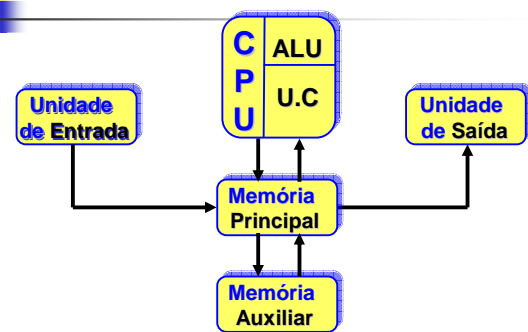 C
P
U
ALU
U.C
Unidade
de Entrada
Unidade
de Saída
Memória
Principal
Memória
Auxiliar